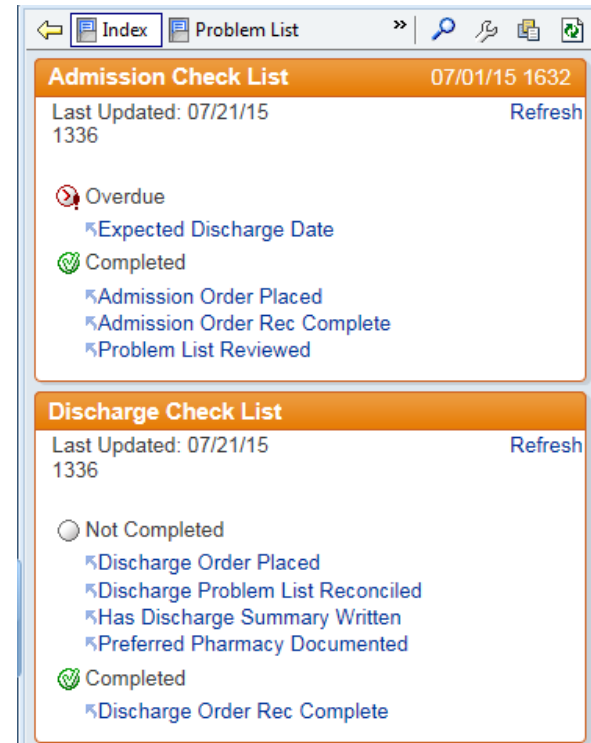 Index Problem List »
Admission Check List 07/01/15 1632
Last Updated: 07/21/15 Refresh
1336
Overdue
Expected Discharge Date
Completed
Admission Order Placed
Admission Order Rec Complete
Problem List Reviewed
Discharge Check List
Last Updated: 07/21/15 Refresh
1336
Not Completed
Discharge Order Placed
Discharge Problem List Reconciled
Has Discharge Summary Written
Preferred Pharmacy Documented
Completed
Discharge Order Rec Complete